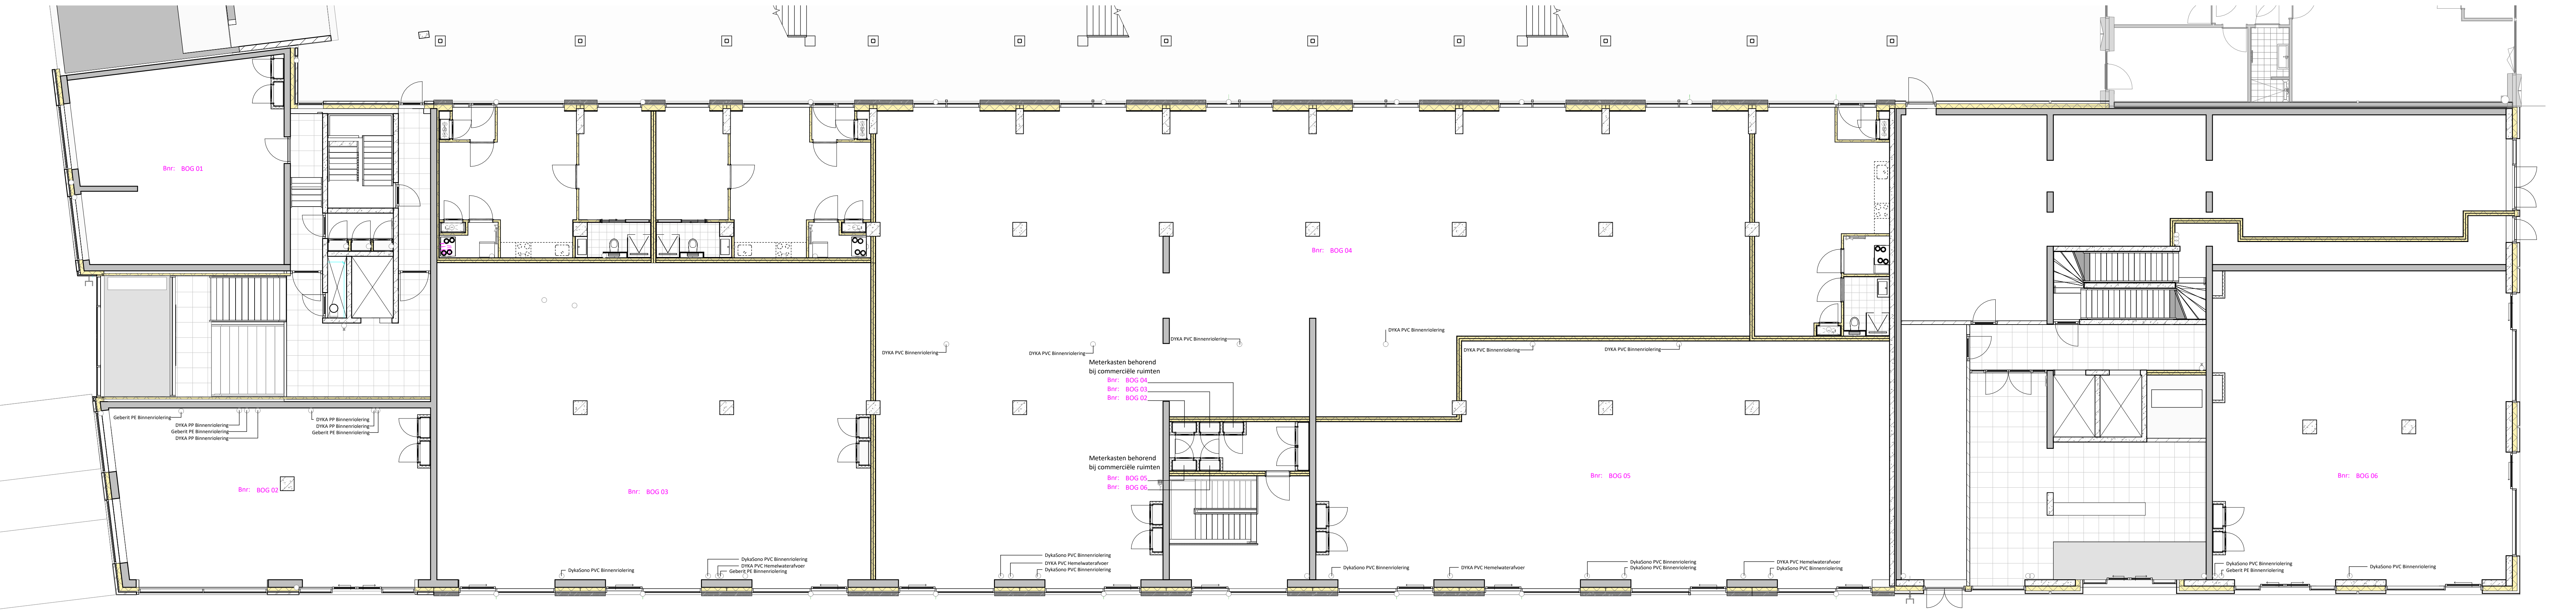 Bnr: BOG 01
Bnr: BOG 04
DYKA PVC Binnenriolering
DYKA PVC Binnenriolering
DYKA PVC Binnenriolering
DYKA PVC Binnenriolering
DYKA PVC Binnenriolering
DYKA PVC Binnenriolering
Meterkasten behorend
bij commerciële ruimten
Bnr: BOG 04
Bnr: BOG 03
Bnr: BOG 02
Geberit PE Binnenriolering
DYKA PP Binnenriolering
Geberit PE Binnenriolering
DYKA PP Binnenriolering
DYKA PP Binnenriolering
DYKA PP Binnenriolering
Geberit PE Binnenriolering
Meterkasten behorend
bij commerciële ruimten
Bnr: BOG 05
Bnr: BOG 06
Bnr: BOG 02
Bnr: BOG 03
Bnr: BOG 05
Bnr: BOG 06
DykaSono PVC Binnenriolering
DykaSono PVC Binnenriolering
DYKA PVC Hemelwaterafvoer
Geberit PE Binnenriolering
DykaSono PVC Binnenriolering
DYKA PVC Hemelwaterafvoer
DykaSono PVC Binnenriolering
DykaSono PVC Binnenriolering
DYKA PVC Hemelwaterafvoer
DykaSono PVC Binnenriolering
DykaSono PVC Binnenriolering
DYKA PVC Hemelwaterafvoer
DykaSono PVC Binnenriolering
DykaSono PVC Binnenriolering
Geberit PE Binnenriolering
DykaSono PVC Binnenriolering